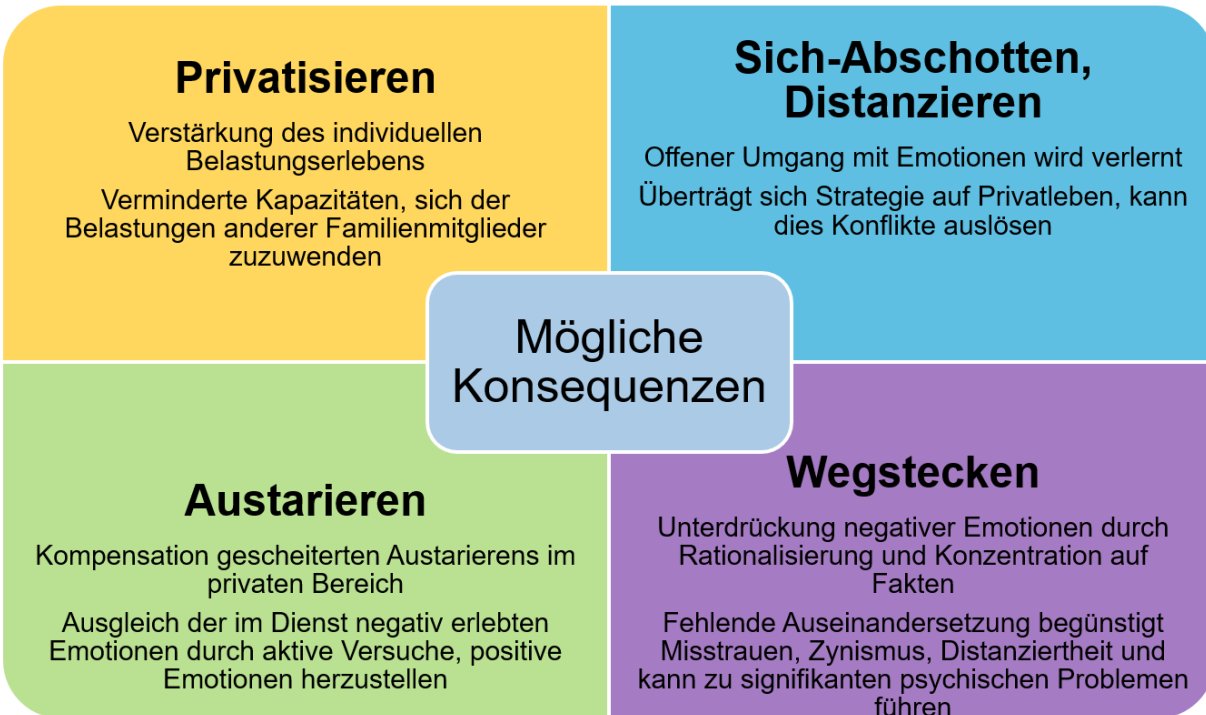 Privatisieren
Verstärkung des individuellen
Belastungserlebens
Verminderte Kapazitäten, sich der
Belastungen anderer Familienmitglieder
zuzuwenden
Sich-Abschotten,
Distanzieren
Offener Umgang mit Emotionen wird verlernt
Überträgt sich Strategie auf Privatleben, kann
dies Konflikte auslösen
Mögliche
Konsequenzen
Austarieren
Kompensation gescheiterten Austarierens im
privaten Bereich
Ausgleich der im Dienst negativ erlebten
Emotionen durch aktive Versuche, positive
Emotionen herzustellen
Wegstecken
Unterdrückung negativer Emotionen durch
Rationalisierung und Konzentration auf
Fakten
Fehlende Auseinandersetzung begünstigt
Misstrauen, Zynismus, Distanziertheit und
kann zu signifikanten psychischen Problemen
führen